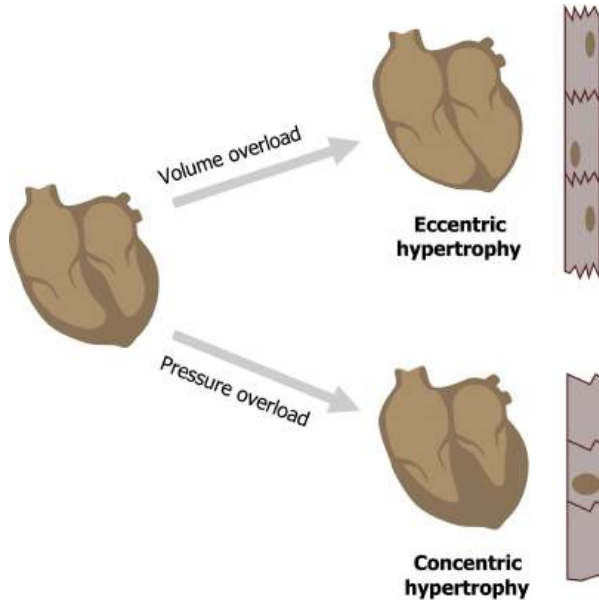 Volume overload
Eccentric
hypertrophy
Pressure overload
Concentric
hypertrophy